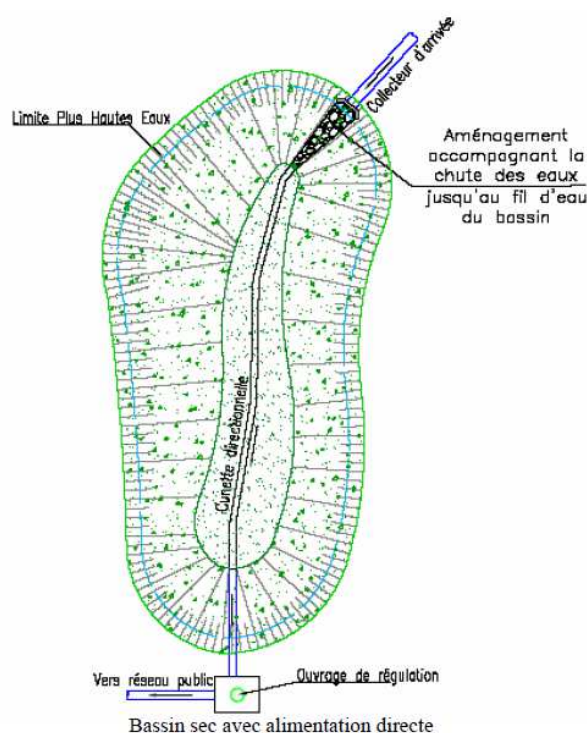 Collecteur d'arrivée
Limite Plus Hautes Eaux
Aménagement
accompagnant la
chute des eaux
jusqu'au fil d'eau
du bassin
Cunette directionnelle
Vers réseau public
Ouvrage de régulation
Bassin sec avec alimentation directe